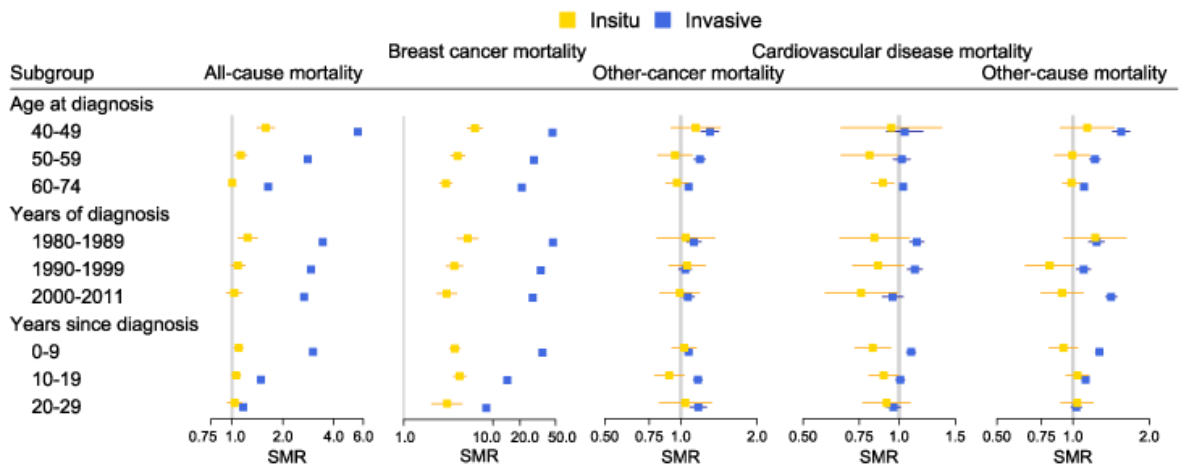 Insitu Invasive
Breast cancer mortality Cardiovascular disease mortality
Subgroup All-cause mortality Other-cancer mortality Other-cause mortality
Age at diagnosis
40-49
50-59
60-74
Years of diagnosis
1980-1989
1990-1999
2000-2011
Years since diagnosis
0-9
10-19
20-29
0.75 1.0 2.0 4.0 6.0 1.0 10.0 20.0 50.0 0.50 0.75 1.0 2.0 0.50 0.75 1.0 1.5 0.50 0.75 1.0 2.0
SMR SMR SMR SMR SMR